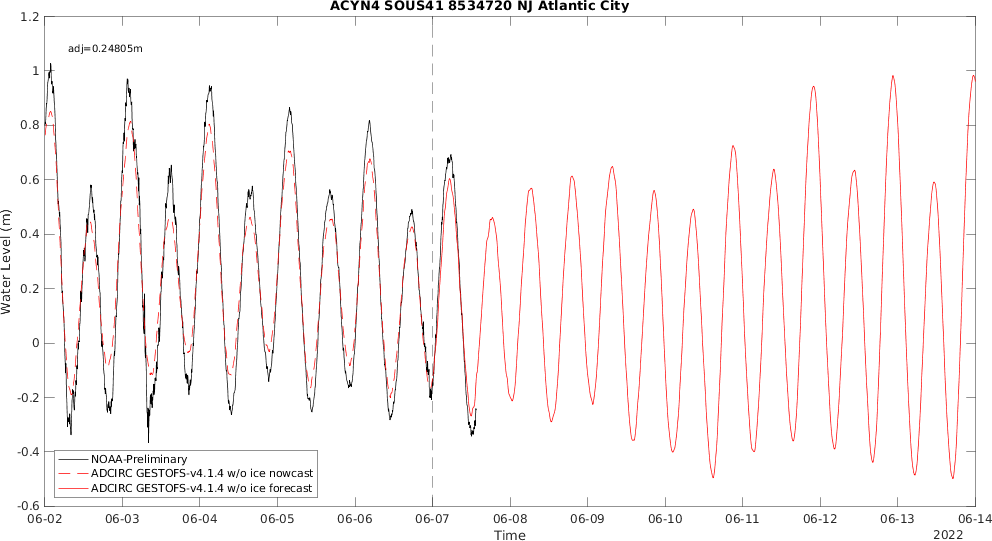 ACYN4 SOUS41 8534720 NJ Atlantic City
adj=0.24805m
1.2
1
0.8
0.6
0.4
0.2
0
-0.2
-0.4
-0.6
Water Level (m)
NOAA-Preliminary
ADCIRC GESTOFS-v4.1.4 w/o ice nowcast
ADCIRC GESTOFS-v4.1.4 w/o ice forecast
06-02 06-03 06-04 06-05 06-06 06-07 06-08 06-09 06-10 06-11 06-12 06-13 06-14
Time
2022